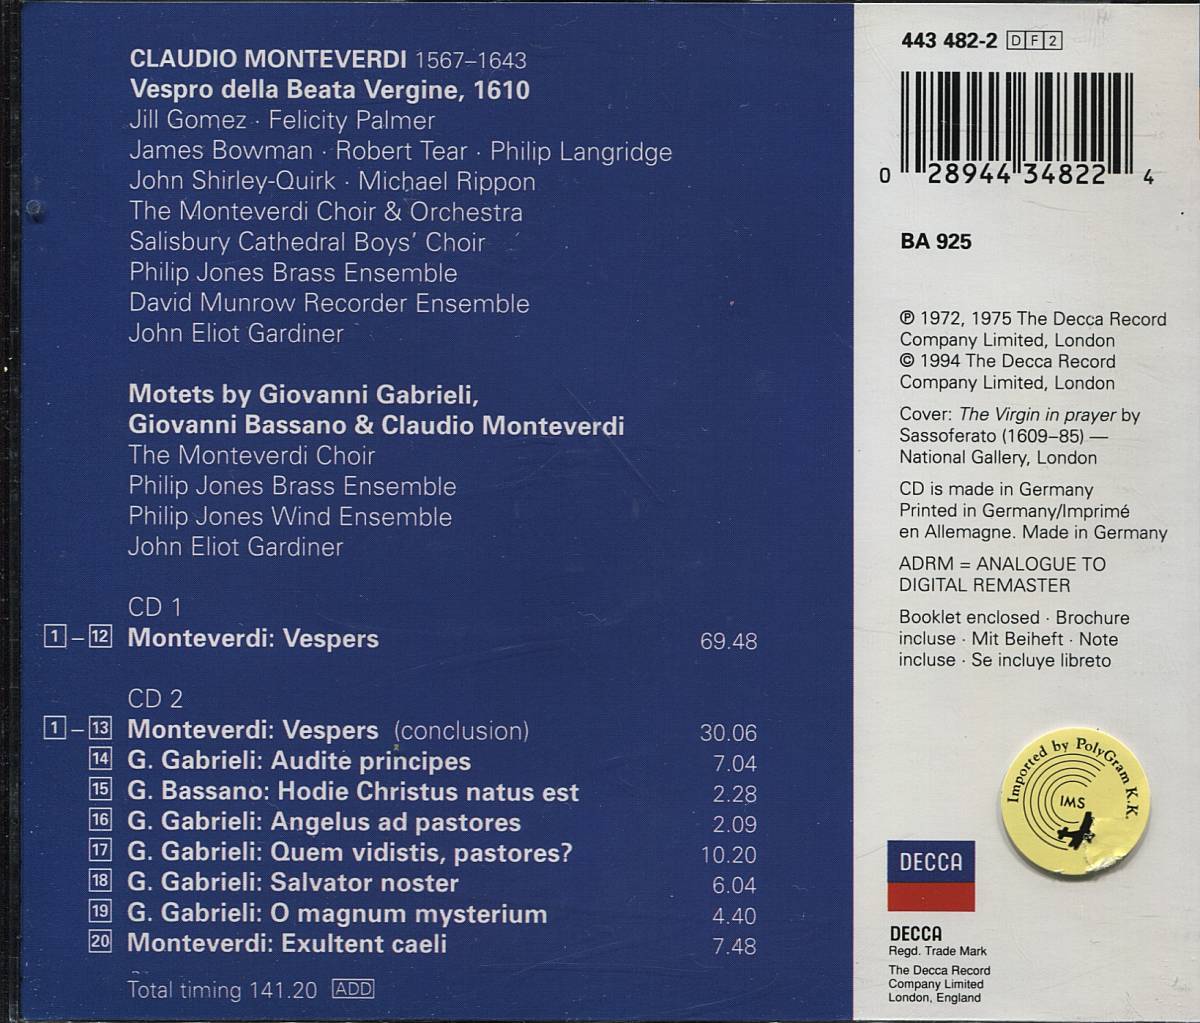 CLAUDIO MONTEVERDI 1567–1643
Vespro della Beata Vergine, 1610
Jill Gomez · Felicity Palmer
James Bowman · Robert Tear · Philip Langridge
John Shirley-Quirk · Michael Rippon
The Monteverdi Choir & Orchestra
Salisbury Cathedral Boys' Choir
Philip Jones Brass Ensemble
David Munrow Recorder Ensemble
John Eliot Gardiner
Motets by Giovanni Gabrieli,
Giovanni Bassano & Claudio Monteverdi
The Monteverdi Choir
Philip Jones Brass Ensemble
Philip Jones Wind Ensemble
John Eliot Gardiner
CD 1
1 – 12 Monteverdi: Vespers 69.48
CD 2
1 – 13 Monteverdi: Vespers (conclusion) 30.06
14 G. Gabrieli: Audite principes 7.04
15 G. Bassano: Hodie Christus natus est 2.28
16 G. Gabrieli: Angelus ad pastores 2.09
17 G. Gabrieli: Quem vidistis, pastores? 10.20
18 G. Gabrieli: Salvator noster 6.04
19 G. Gabrieli: O magnum mysterium 4.40
20 Monteverdi: Exultent caeli 7.48
Total timing 141.20 ADD
443 482-2 DF2
0 28944 34822 4
BA 925
℗ 1972, 1975 The Decca Record
Company Limited, London
© 1994 The Decca Record
Company Limited, London
Cover: The Virgin in prayer by
Sassoferato (1609–85) —
National Gallery, London
CD is made in Germany
Printed in Germany/Imprimé
en Allemagne. Made in Germany
ADRM = ANALOGUE TO
DIGITAL REMASTER
Booklet enclosed · Brochure
incluse · Mit Beiheft · Note
incluse · Se incluye libreto
Imported by PolyGram K.K.
IMS
DECCA
DECCA
Regd. Trade Mark
The Decca Record
Company Limited
London, England